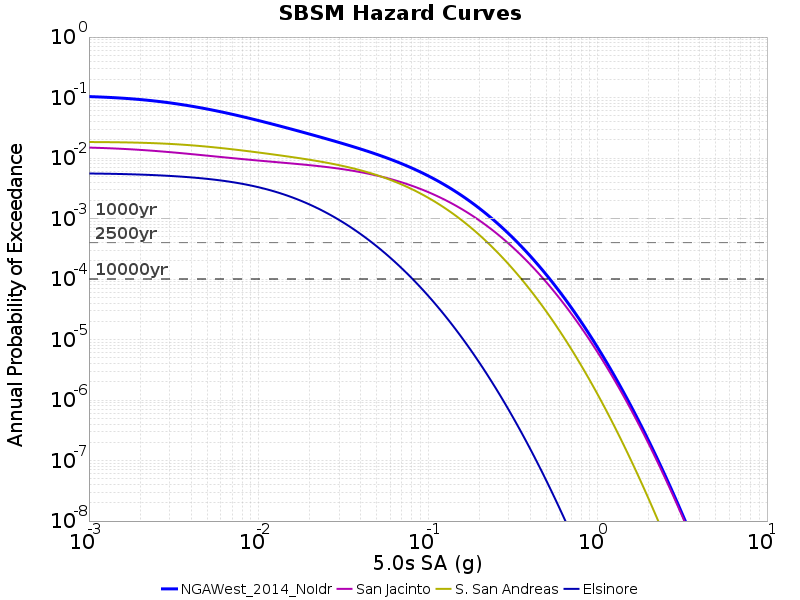 SBSM Hazard Curves
Annual Probability of Exceedance
10^0
10^-1
10^-2
10^-3
10^-4
10^-5
10^-6
10^-7
10^-8
1000yr
2500yr
10000yr
10^-3 10^-2 10^-1 10^0 10^1
5.0s SA (g)
NGAWest_2014_NoIdr San Jacinto S. San Andreas Elsinore